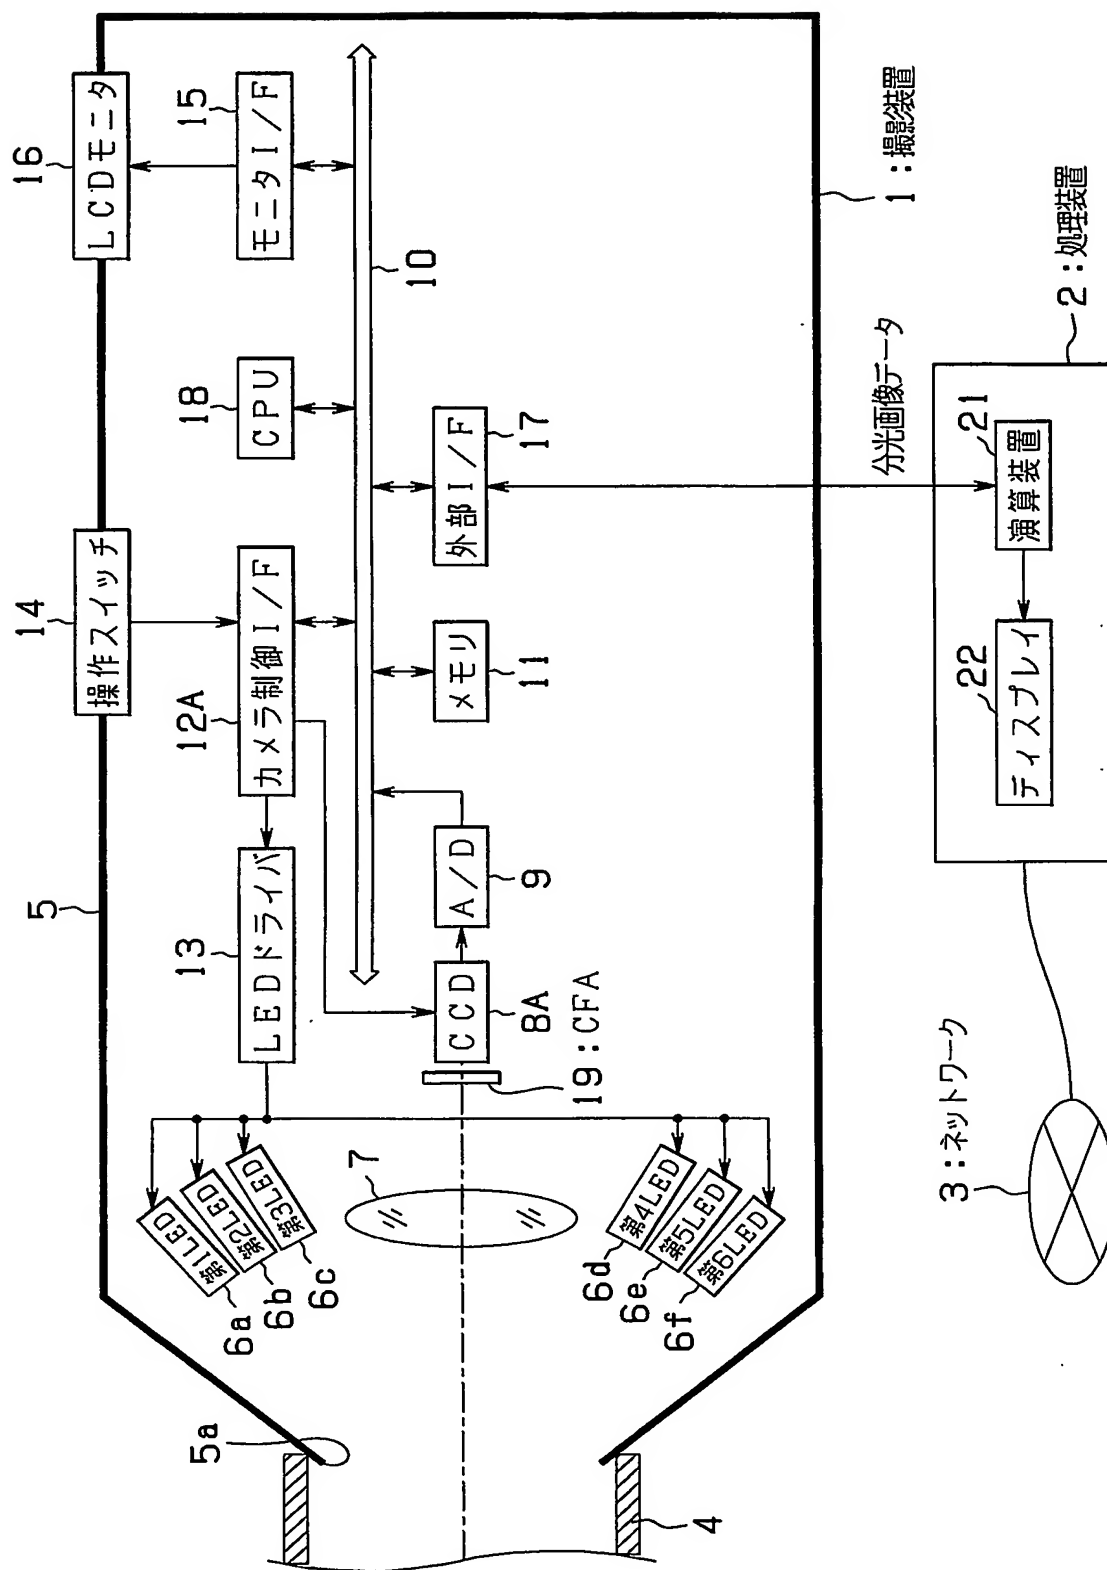 16
LCDモニタ
15
モニタI/F
10
18
CPU
17
外部I/F
14
操作スイッチ
12A
カメラ制御I/F
11
メモリ
5
13
LEDドライバ
9
A/D
8A
CCD
19:CFA
7
第1LED
第2LED
第3LED
6a
6b
6c
第4LED
第5LED
第6LED
6d
6e
6f
5a
4
1:撮影装置
分光画像データ
2:処理装置
21
演算装置
22
ディスプレイ
3:ネットワーク